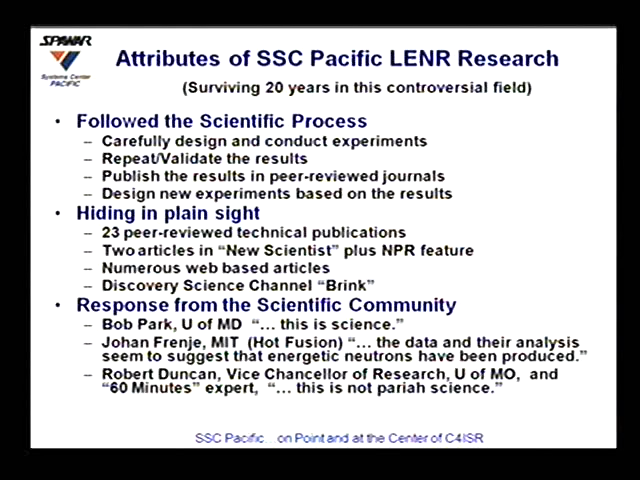 SPAWAR
Systems Center
PACIFIC
Attributes of SSC Pacific LENR Research
(Surviving 20 years in this controversial field)
• Followed the Scientific Process
– Carefully design and conduct experiments
– Repeat/Validate the results
– Publish the results in peer-reviewed journals
– Design new experiments based on the results
• Hiding in plain sight
– 23 peer-reviewed technical publications
– Two articles in “New Scientist” plus NPR feature
– Numerous web based articles
– Discovery Science Channel “Brink”
• Response from the Scientific Community
– Bob Park, U of MD “… this is science.”
– Johan Frenje, MIT (Hot Fusion) “… the data and their analysis
seem to suggest that energetic neutrons have been produced.”
– Robert Duncan, Vice Chancellor of Research, U of MO, and
“60 Minutes” expert, “… this is not pariah science.”
SSC Pacific…on Point and at the Center of C4ISR